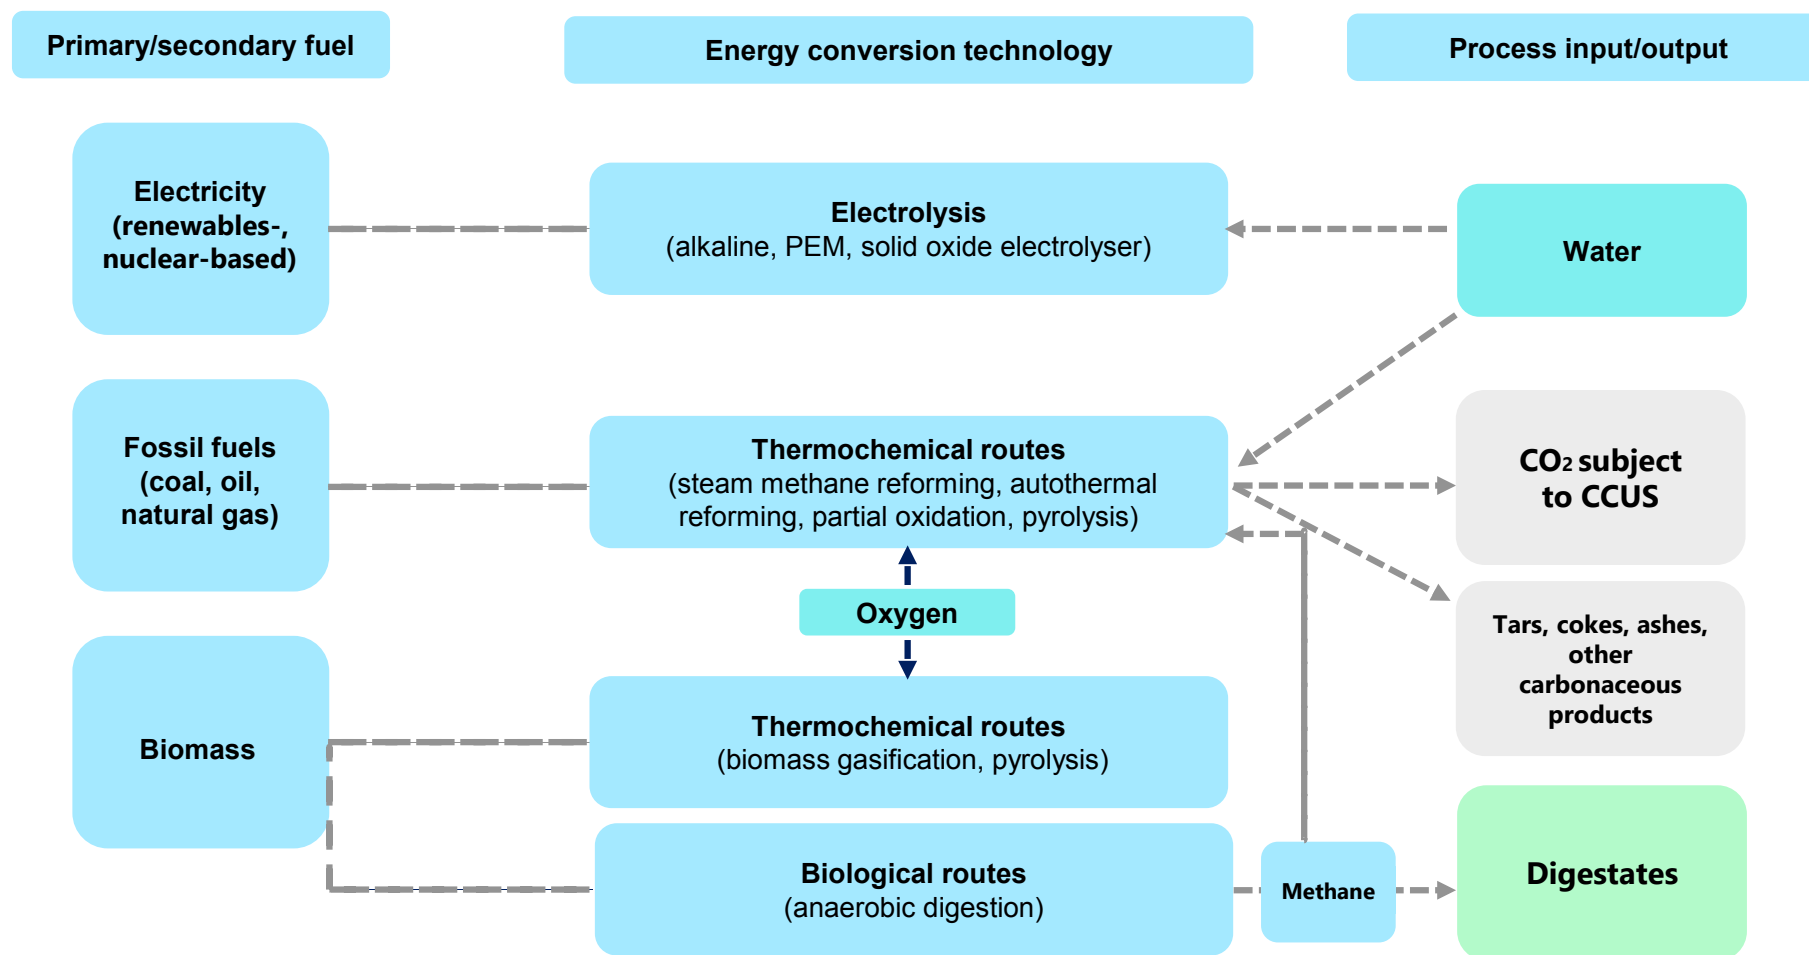 Primary/secondary fuel
Energy conversion technology
Process input/output
Electricity
(renewables-,
nuclear-based)
Electrolysis
(alkaline, PEM, solid oxide electrolyser)
Water
Fossil fuels
(coal, oil,
natural gas)
Thermochemical routes
(steam methane reforming, autothermal
reforming, partial oxidation, pyrolysis)
CO2 subject
to CCUS
Oxygen
Tars, cokes, ashes,
other
carbonaceous
products
Biomass
Thermochemical routes
(biomass gasification, pyrolysis)
Biological routes
(anaerobic digestion)
Methane
Digestates